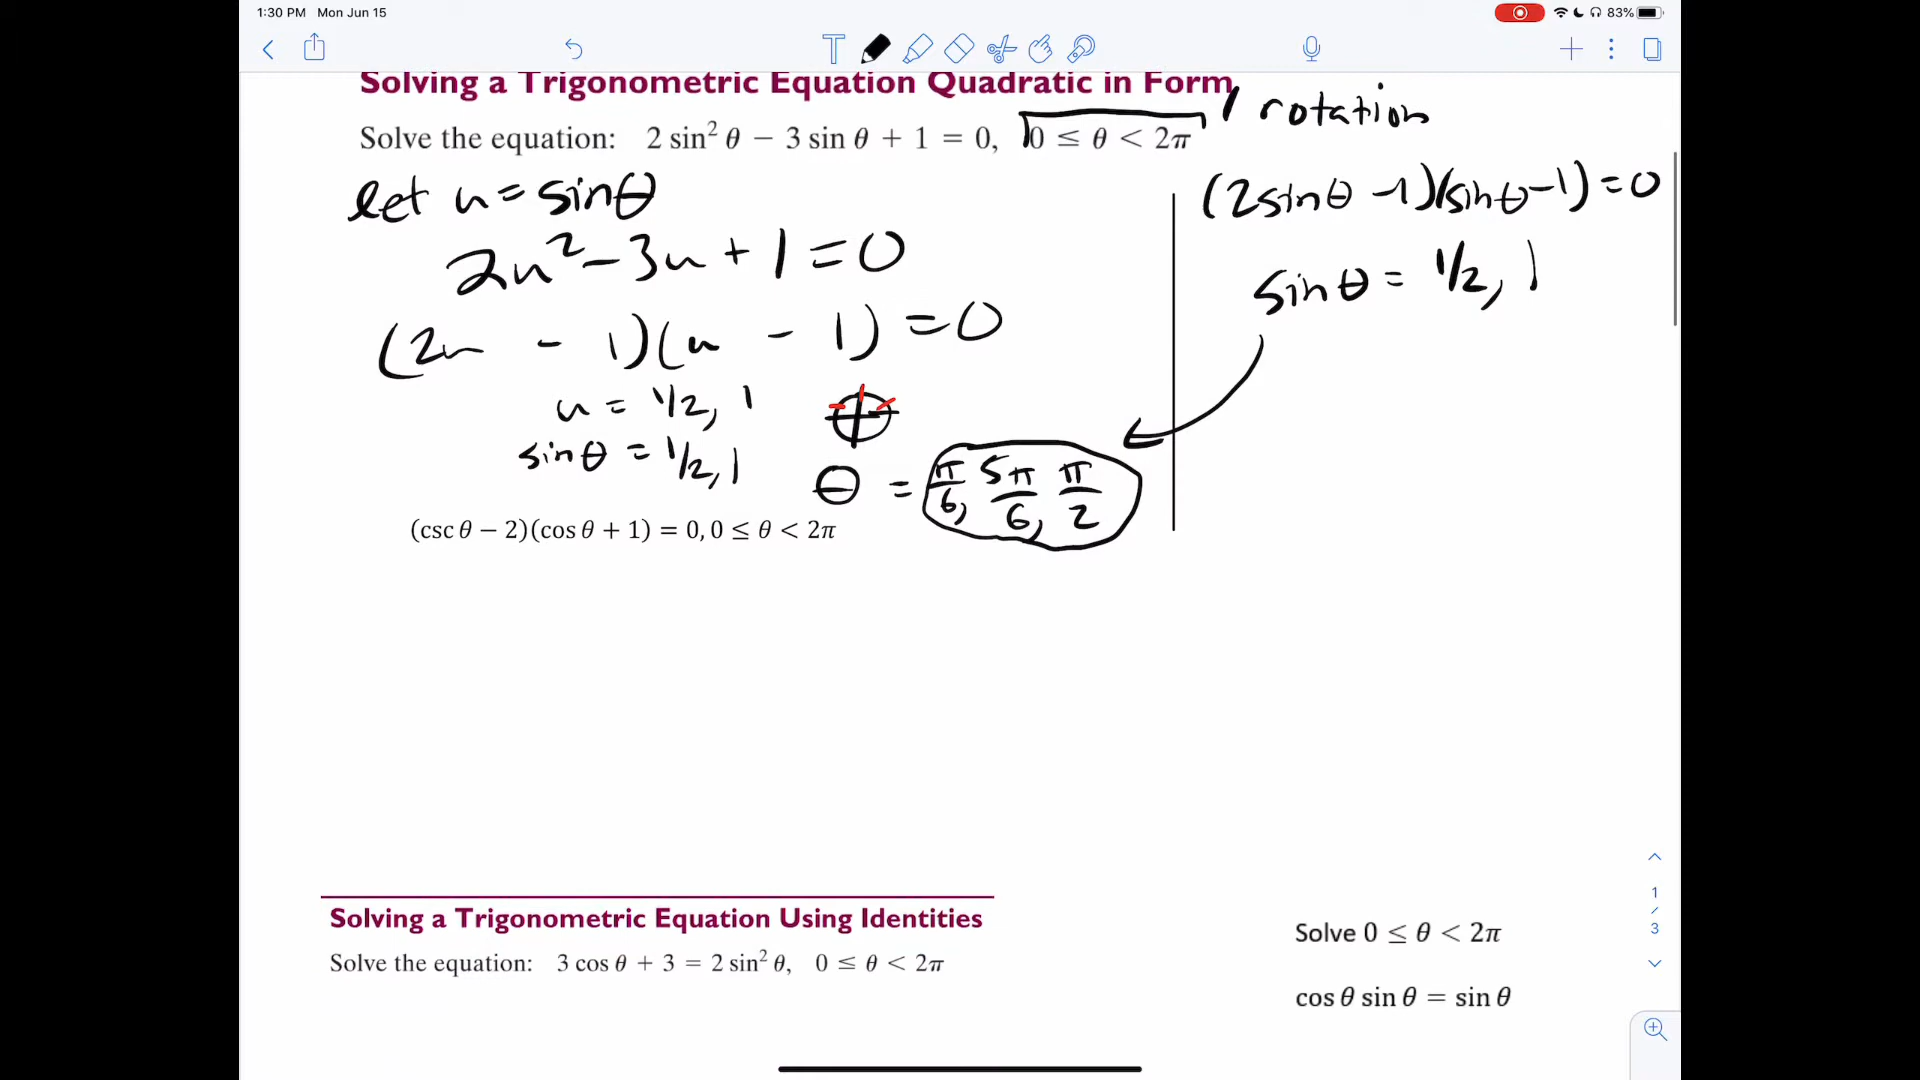 1:30 PM Mon Jun 15
83%
Solving a Trigonometric Equation Quadratic in Form
1 rotation
Solve the equation: 2 sin² θ − 3 sin θ + 1 = 0, 0 ≤ θ < 2π
let u = sinθ
2u² − 3u + 1 = 0
(2u − 1)(u − 1) = 0
u = 1/2, 1
sinθ = 1/2, 1
θ = π/6, 5π/6, π/2
(2sinθ − 1)(sinθ − 1) = 0
sinθ = 1/2, 1
(csc θ − 2)(cos θ + 1) = 0, 0 ≤ θ < 2π
Solving a Trigonometric Equation Using Identities
Solve the equation: 3 cos θ + 3 = 2 sin² θ, 0 ≤ θ < 2π
Solve 0 ≤ θ < 2π
cos θ sin θ = sin θ
1
/
3